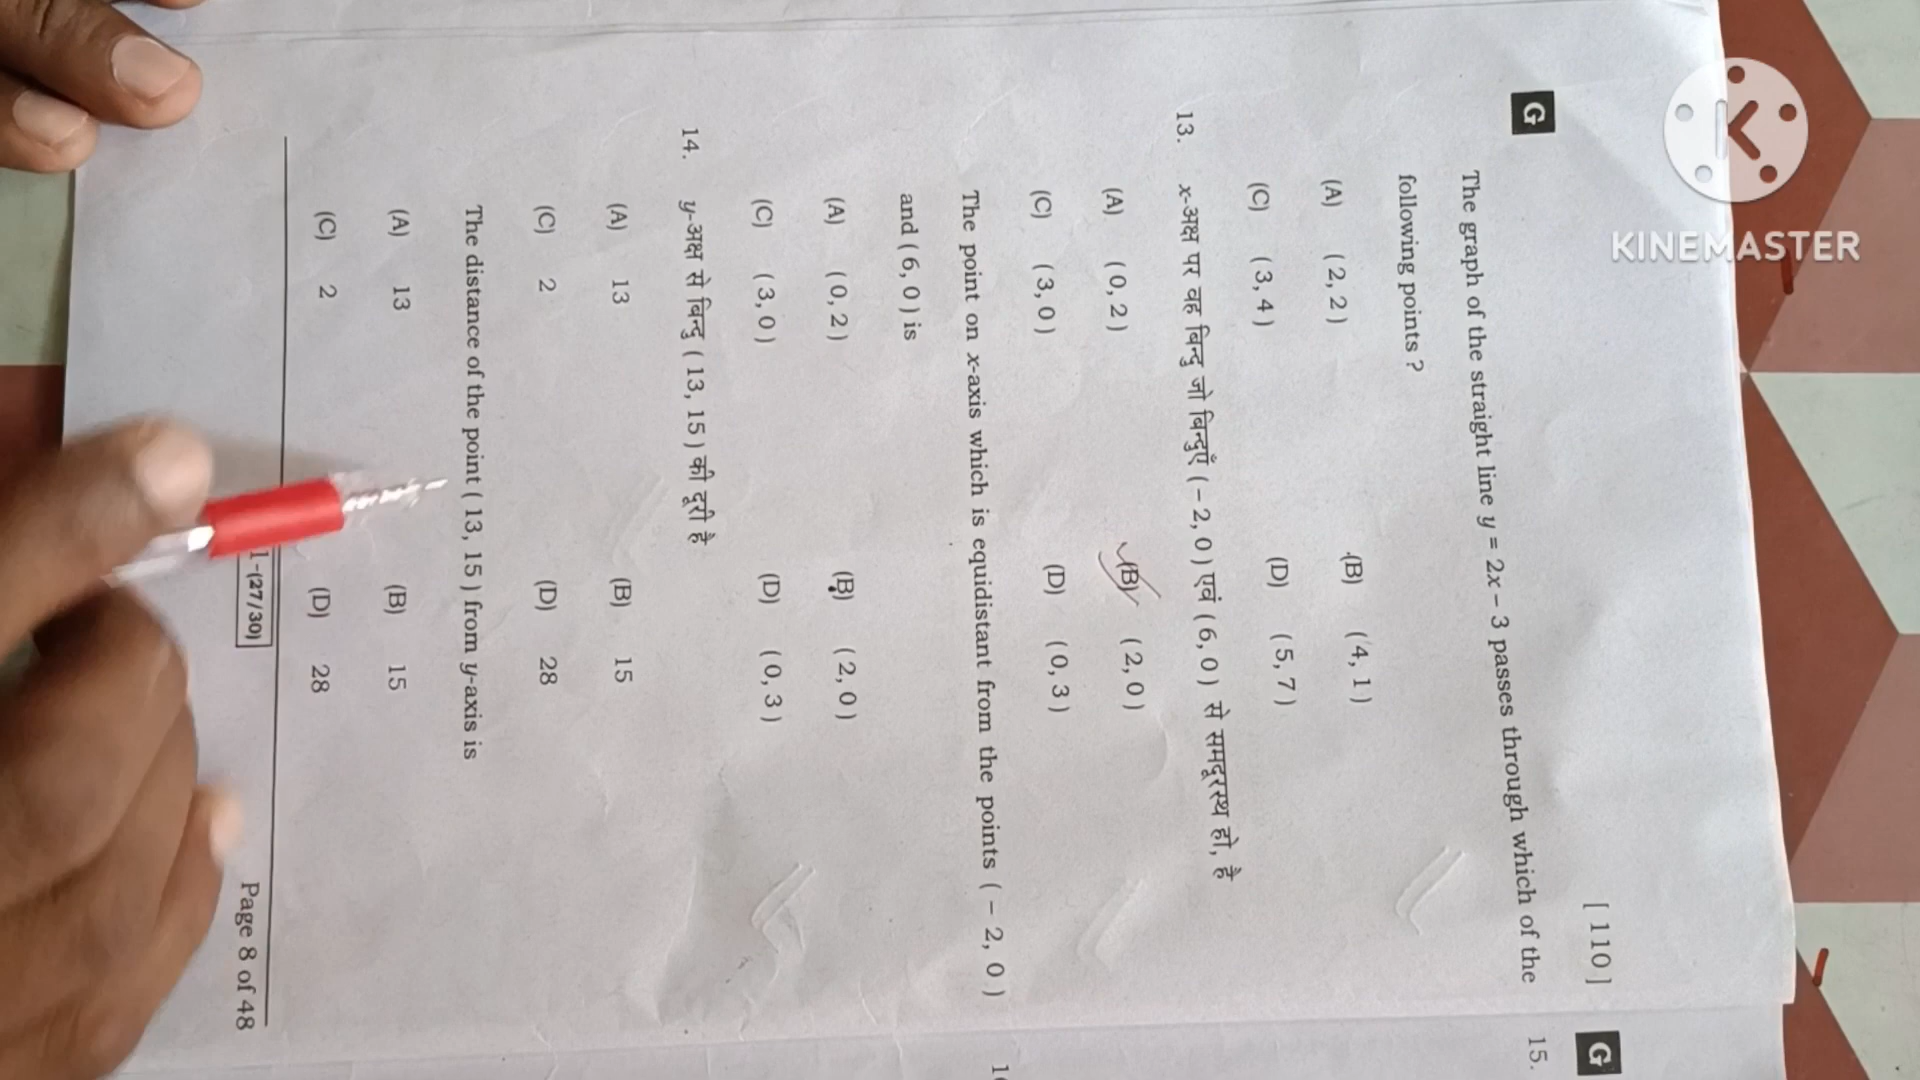 KINEMASTER
G
[ 110 ]
G
The graph of the straight line y = 2x – 3 passes through which of the
following points ?
(A) ( 2, 2 ) (B) ( 4, 1 )
(C) ( 3, 4 ) (D) ( 5, 7 )
13. x-अक्ष पर वह बिन्दु जो बिन्दुएँ ( – 2, 0 ) एवं ( 6, 0 ) से समदूरस्थ हो, है
(A) ( 0, 2 ) (B) ( 2, 0 )
(C) ( 3, 0 ) (D) ( 0, 3 )
The point on x-axis which is equidistant from the points ( – 2, 0 )
and ( 6, 0 ) is
(A) ( 0, 2 ) (B) ( 2, 0 )
(C) ( 3, 0 ) (D) ( 0, 3 )
14. y-अक्ष से बिन्दु ( 13, 15 ) की दूरी है
(A) 13 (B) 15
(C) 2 (D) 28
The distance of the point ( 13, 15 ) from y-axis is
(A) 13 (B) 15
(C) 2 (D) 28
1-(27/30)
Page 8 of 48
15.